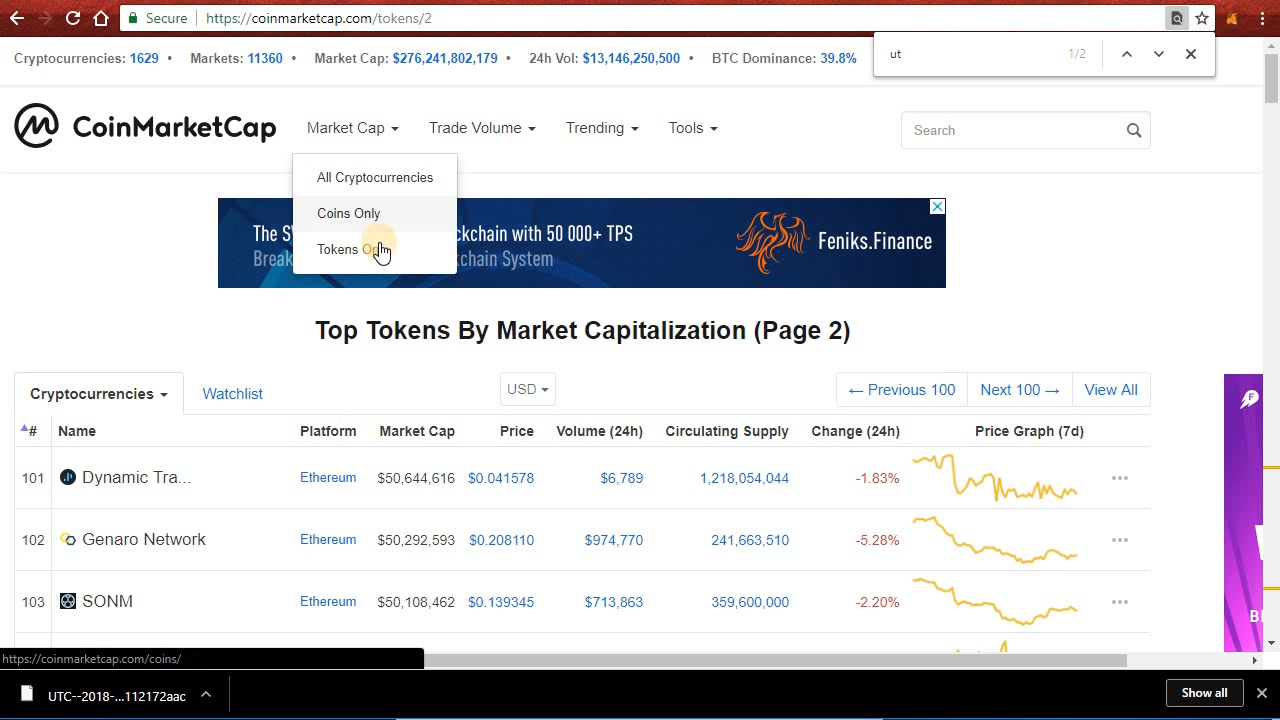 Secure https://coinmarketcap.com/tokens/2
ut 1/2
Cryptocurrencies: 1629 • Markets: 11360 • Market Cap: $276,241,802,179 • 24h Vol: $13,146,250,500 • BTC Dominance: 39.8%
CoinMarketCap Market Cap Trade Volume Trending Tools Search
All Cryptocurrencies
Coins Only
Tokens
The ckchain with 50 000+ TPS
Break chain System
Feniks.Finance
Top Tokens By Market Capitalization (Page 2)
Cryptocurrencies Watchlist USD ← Previous 100 Next 100 → View All
# Name Platform Market Cap Price Volume (24h) Circulating Supply Change (24h) Price Graph (7d)
101 Dynamic Tra... Ethereum $50,644,616 $0.041578 $6,789 1,218,054,044 -1.83%
102 Genaro Network Ethereum $50,292,593 $0.208110 $974,770 241,663,510 -5.28%
103 SONM Ethereum $50,108,462 $0.139345 $713,863 359,600,000 -2.20%
https://coinmarketcap.com/coins/
UTC--2018-...112172aac Show all